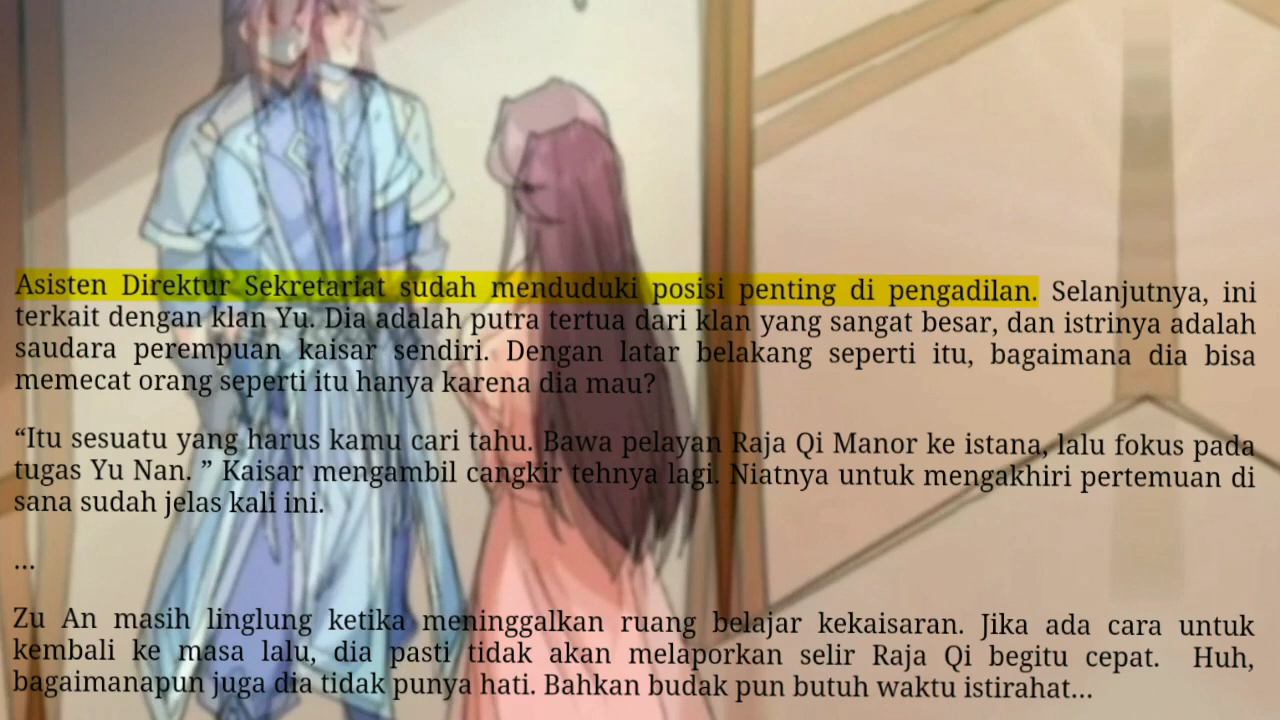 Asisten Direktur Sekretariat sudah menduduki posisi penting di pengadilan. Selanjutnya, ini
terkait dengan klan Yu. Dia adalah putra tertua dari klan yang sangat besar, dan istrinya adalah
saudara perempuan kaisar sendiri. Dengan latar belakang seperti itu, bagaimana dia bisa
memecat orang seperti itu hanya karena dia mau?
“Itu sesuatu yang harus kamu cari tahu. Bawa pelayan Raja Qi Manor ke istana, lalu fokus pada
tugas Yu Nan. ” Kaisar mengambil cangkir tehnya lagi. Niatnya untuk mengakhiri pertemuan di
sana sudah jelas kali ini.
...
Zu An masih linglung ketika meninggalkan ruang belajar kekaisaran. Jika ada cara untuk
kembali ke masa lalu, dia pasti tidak akan melaporkan selir Raja Qi begitu cepat. Huh,
bagaimanapun juga dia tidak punya hati. Bahkan budak pun butuh waktu istirahat...